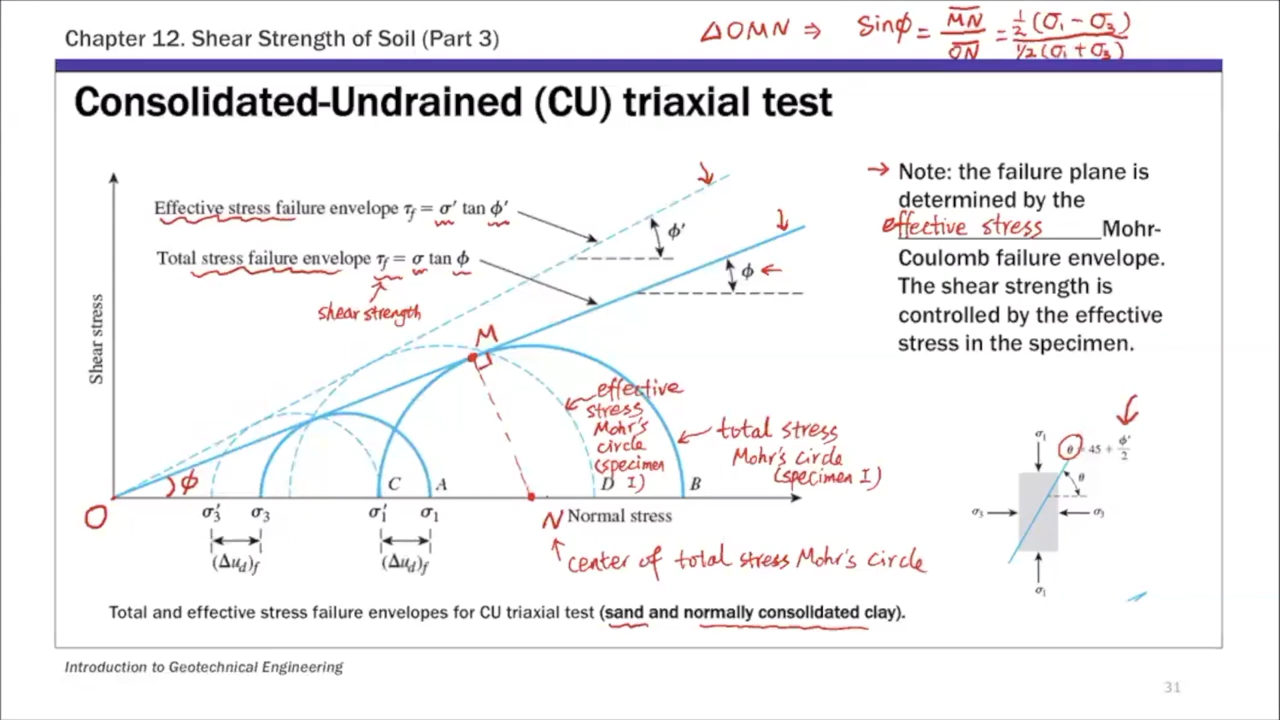 Chapter 12. Shear Strength of Soil (Part 3)
ΔOMN ⇒ Sinϕ = MN/ON = ½(σ₁ - σ₃)/½(σ₁ + σ₃)
Consolidated-Undrained (CU) triaxial test
Effective stress failure envelope τf = σ′ tan ϕ′
Total stress failure envelope τf = σ tan ϕ
shear strength
ϕ′
ϕ
→ Note: the failure plane is
determined by the
effective stress Mohr-
Coulomb failure envelope.
The shear strength is
controlled by the effective
stress in the specimen.
Shear stress
M
effective
stress
Mohr's
circle
(specimen
I)
total stress
Mohr's circle
(specimen I)
ϕ
O
C
A
D
B
σ₃′
σ₃
σ₁′
σ₁
N
Normal stress
(Δud)f
(Δud)f
center of total stress Mohr's circle
σ₁
θ = 45 + ϕ′/2
θ
σ₃
σ₃
σ₁
Total and effective stress failure envelopes for CU triaxial test (sand and normally consolidated clay).
Introduction to Geotechnical Engineering
31